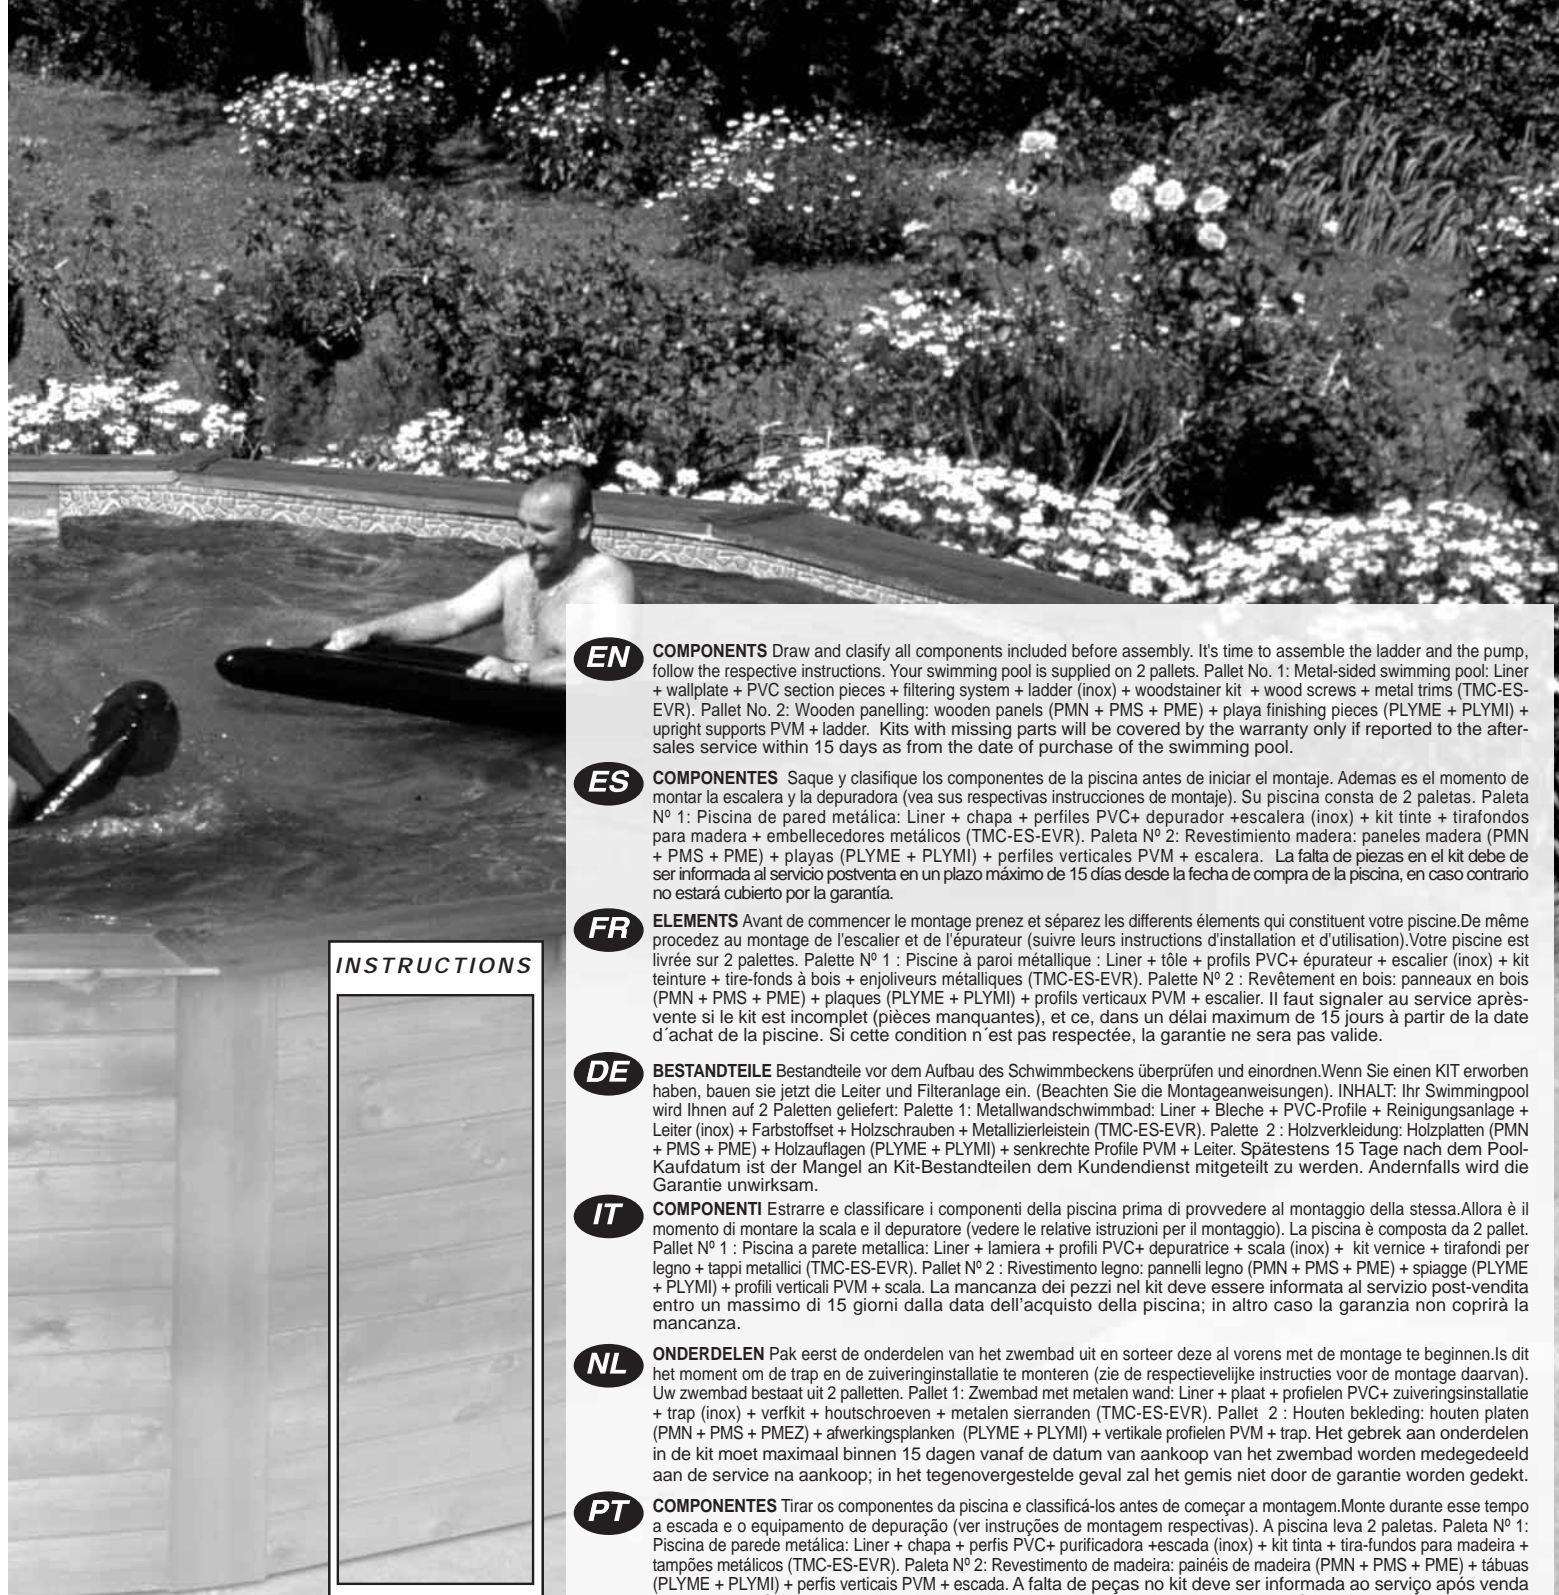 EN
COMPONENTS Draw and clasify all components included before assembly. It's time to assemble the ladder and the pump,
follow the respective instructions. Your swimming pool is supplied on 2 pallets. Pallet No. 1: Metal-sided swimming pool: Liner
+ wallplate + PVC section pieces + filtering system + ladder (inox) + woodstainer kit + wood screws + metal trims (TMC-ES-
EVR). Pallet No. 2: Wooden panelling: wooden panels (PMN + PMS + PME) + playa finishing pieces (PLYME + PLYMI) +
upright supports PVM + ladder. Kits with missing parts will be covered by the warranty only if reported to the after-
sales service within 15 days as from the date of purchase of the swimming pool.
ES
COMPONENTES Saque y clasifique los componentes de la piscina antes de iniciar el montaje. Ademas es el momento de
montar la escalera y la depuradora (vea sus respectivas instrucciones de montaje). Su piscina consta de 2 paletas. Paleta
Nº 1: Piscina de pared metálica: Liner + chapa + perfiles PVC+ depurador +escalera (inox) + kit tinte + tirafondos
para madera + embellecedores metálicos (TMC-ES-EVR). Paleta Nº 2: Revestimiento madera: paneles madera (PMN
+ PMS + PME) + playas (PLYME + PLYMI) + perfiles verticales PVM + escalera. La falta de piezas en el kit debe de
ser informada al servicio postventa en un plazo máximo de 15 días desde la fecha de compra de la piscina, en caso contrario
no estará cubierto por la garantía.
FR
ELEMENTS Avant de commencer le montage prenez et séparez les differents élements qui constituent votre piscine.De même
procedez au montage de l'escalier et de l'épurateur (suivre leurs instructions d'installation et d'utilisation).Votre piscine est
livrée sur 2 palettes. Palette Nº 1 : Piscine à paroi métallique : Liner + tôle + profils PVC+ épurateur + escalier (inox) + kit
teinture + tire-fonds à bois + enjoliveurs métalliques (TMC-ES-EVR). Palette Nº 2 : Revêtement en bois: panneaux en bois
(PMN + PMS + PME) + plaques (PLYME + PLYMI) + profils verticaux PVM + escalier. Il faut signaler au service après-
vente si le kit est incomplet (pièces manquantes), et ce, dans un délai maximum de 15 jours à partir de la date
d´achat de la piscine. Si cette condition n´est pas respectée, la garantie ne sera pas valide.
INSTRUCTIONS
DE
BESTANDTEILE Bestandteile vor dem Aufbau des Schwimmbeckens überprüfen und einordnen.Wenn Sie einen KIT erworben
haben, bauen sie jetzt die Leiter und Filteranlage ein. (Beachten Sie die Montageanweisungen). INHALT: Ihr Swimmingpool
wird Ihnen auf 2 Paletten geliefert: Palette 1: Metallwandschwimmbad: Liner + Bleche + PVC-Profile + Reinigungsanlage +
Leiter (inox) + Farbstoffset + Holzschrauben + Metallizierleistein (TMC-ES-EVR). Palette 2 : Holzverkleidung: Holzplatten (PMN
+ PMS + PME) + Holzauflagen (PLYME + PLYMI) + senkrechte Profile PVM + Leiter. Spätestens 15 Tage nach dem Pool-
Kaufdatum ist der Mangel an Kit-Bestandteilen dem Kundendienst mitgeteilt zu werden. Andernfalls wird die
Garantie unwirksam.
IT
COMPONENTI Estrarre e classificare i componenti della piscina prima di provvedere al montaggio della stessa.Allora è il
momento di montare la scala e il depuratore (vedere le relative istruzioni per il montaggio). La piscina è composta da 2 pallet.
Pallet Nº 1 : Piscina a parete metallica: Liner + lamiera + profili PVC+ depuratrice + scala (inox) + kit vernice + tirafondi per
legno + tappi metallici (TMC-ES-EVR). Pallet Nº 2 : Rivestimento legno: pannelli legno (PMN + PMS + PME) + spiagge (PLYME
+ PLYMI) + profili verticali PVM + scala. La mancanza dei pezzi nel kit deve essere informata al servizio post-vendita
entro un massimo di 15 giorni dalla data dell'acquisto della piscina; in altro caso la garanzia non coprirà la
mancanza.
NL
ONDERDELEN Pak eerst de onderdelen van het zwembad uit en sorteer deze al vorens met de montage te beginnen.Is dit
het moment om de trap en de zuiveringinstallatie te monteren (zie de respectievelijke instructies voor de montage daarvan).
Uw zwembad bestaat uit 2 palletten. Pallet 1: Zwembad met metalen wand: Liner + plaat + profielen PVC+ zuiveringsinstallatie
+ trap (inox) + verfkit + houtschroeven + metalen sierranden (TMC-ES-EVR). Pallet 2 : Houten bekleding: houten platen
(PMN + PMS + PMEZ) + afwerkingsplanken (PLYME + PLYMI) + vertikale profielen PVM + trap. Het gebrek aan onderdelen
in de kit moet maximaal binnen 15 dagen vanaf de datum van aankoop van het zwembad worden medegedeeld
aan de service na aankoop; in het tegenovergestelde geval zal het gemis niet door de garantie worden gedekt.
PT
COMPONENTES Tirar os componentes da piscina e classificá-los antes de começar a montagem.Monte durante esse tempo
a escada e o equipamento de depuração (ver instruções de montagem respectivas). A piscina leva 2 paletas. Paleta Nº 1:
Piscina de parede metálica: Liner + chapa + perfis PVC+ purificadora +escada (inox) + kit tinta + tira-fundos para madeira +
tampões metálicos (TMC-ES-EVR). Paleta Nº 2: Revestimento de madeira: painéis de madeira (PMN + PMS + PME) + tábuas
(PLYME + PLYMI) + perfis verticais PVM + escada. A falta de peças no kit deve ser informada ao serviço após venda